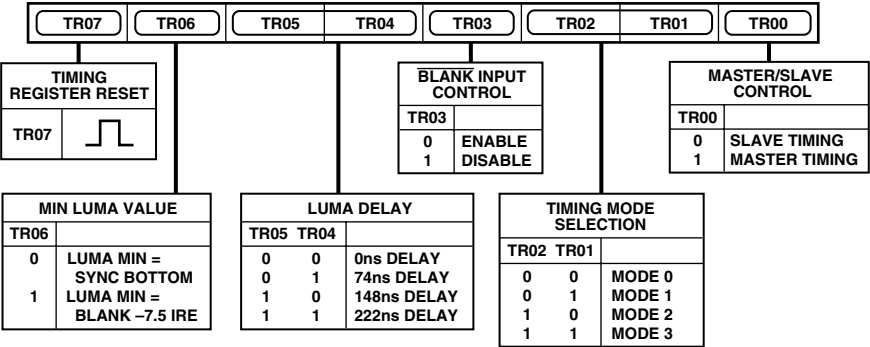 TR07 TR06 TR05 TR04 TR03 TR02 TR01 TR00
TIMING
REGISTER RESET
TR07
BLANK INPUT
CONTROL
TR03
0 ENABLE
1 DISABLE
MASTER/SLAVE
CONTROL
TR00
0 SLAVE TIMING
1 MASTER TIMING
MIN LUMA VALUE
TR06
0 LUMA MIN =
SYNC BOTTOM
1 LUMA MIN =
BLANK –7.5 IRE
LUMA DELAY
TR05 TR04
0 0 0ns DELAY
0 1 74ns DELAY
1 0 148ns DELAY
1 1 222ns DELAY
TIMING MODE
SELECTION
TR02 TR01
0 0 MODE 0
0 1 MODE 1
1 0 MODE 2
1 1 MODE 3